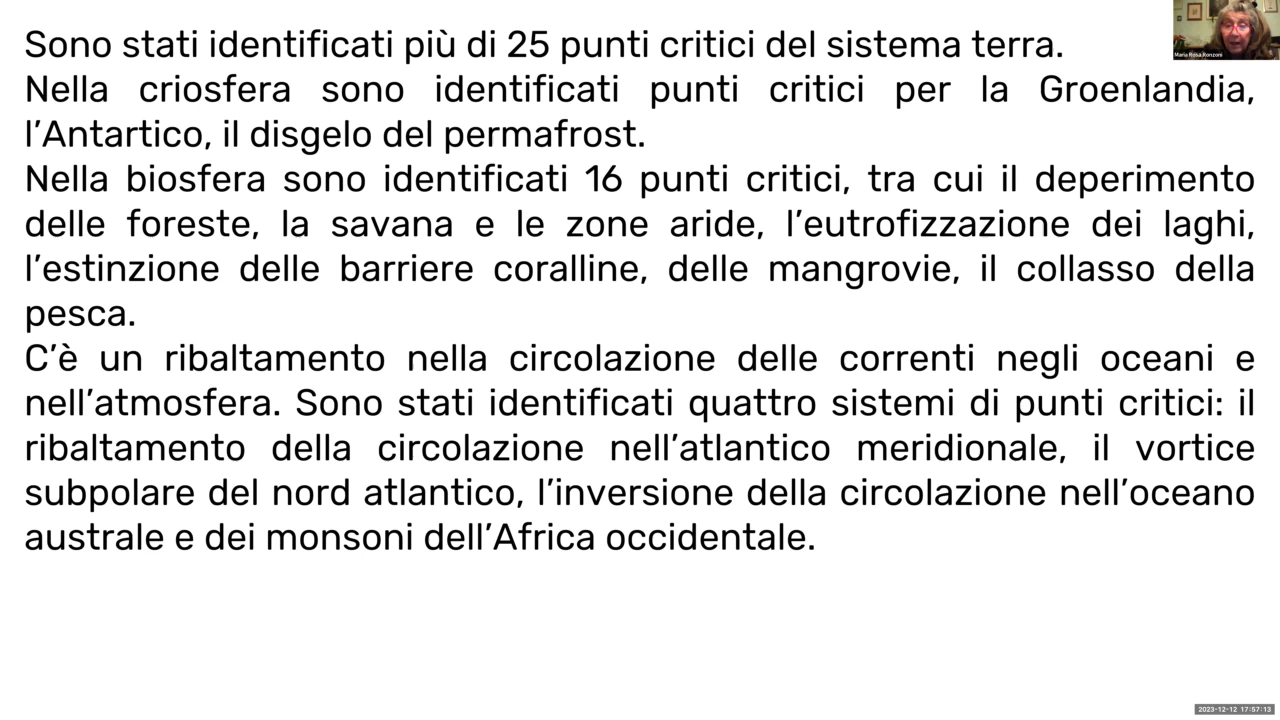 Sono stati identificati più di 25 punti critici del sistema terra.
Nella criosfera sono identificati punti critici per la Groenlandia,
l’Antartico, il disgelo del permafrost.
Nella biosfera sono identificati 16 punti critici, tra cui il deperimento
delle foreste, la savana e le zone aride, l’eutrofizzazione dei laghi,
l’estinzione delle barriere coralline, delle mangrovie, il collasso della
pesca.
C’è un ribaltamento nella circolazione delle correnti negli oceani e
nell’atmosfera. Sono stati identificati quattro sistemi di punti critici: il
ribaltamento della circolazione nell’atlantico meridionale, il vortice
subpolare del nord atlantico, l’inversione della circolazione nell’oceano
australe e dei monsoni dell’Africa occidentale.
Maria Rosa Ronzoni
2023-12-12 17:57:13